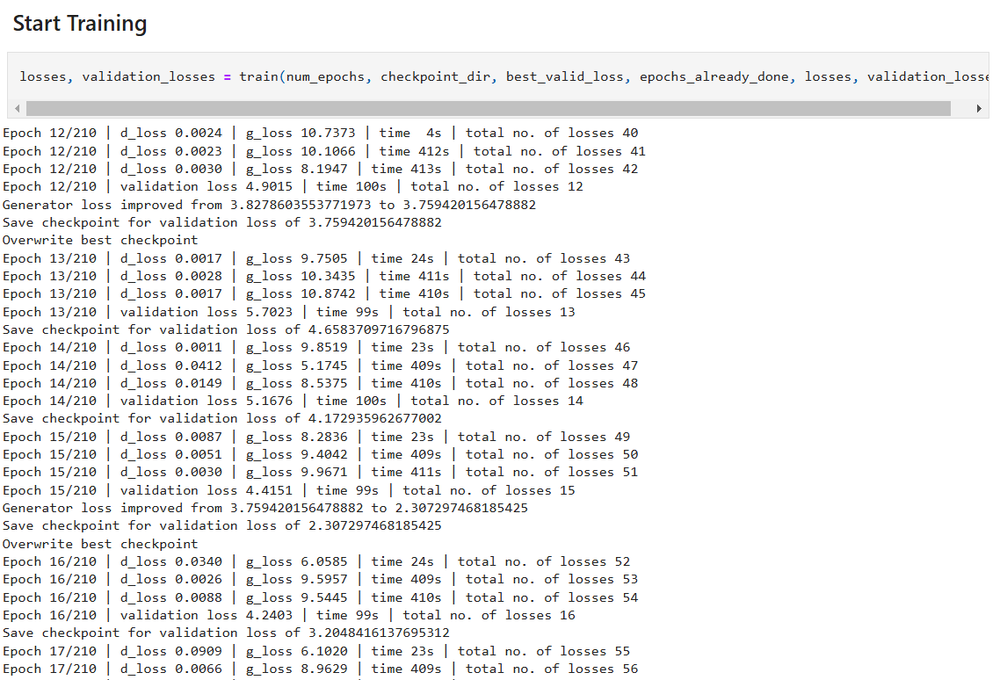 Start Training
losses, validation_losses = train(num_epochs, checkpoint_dir, best_valid_loss, epochs_already_done, losses, validation_losse
Epoch 12/210 | d_loss 0.0024 | g_loss 10.7373 | time  4s | total no. of losses 40
Epoch 12/210 | d_loss 0.0023 | g_loss 10.1066 | time 412s | total no. of losses 41
Epoch 12/210 | d_loss 0.0030 | g_loss 8.1947 | time 413s | total no. of losses 42
Epoch 12/210 | validation loss 4.9015 | time 100s | total no. of losses 12
Generator loss improved from 3.8278603553771973 to 3.759420156478882
Save checkpoint for validation loss of 3.759420156478882
Overwrite best checkpoint
Epoch 13/210 | d_loss 0.0017 | g_loss 9.7505 | time 24s | total no. of losses 43
Epoch 13/210 | d_loss 0.0028 | g_loss 10.3435 | time 411s | total no. of losses 44
Epoch 13/210 | d_loss 0.0017 | g_loss 10.8742 | time 410s | total no. of losses 45
Epoch 13/210 | validation loss 5.7023 | time 99s | total no. of losses 13
Save checkpoint for validation loss of 4.6583709716796875
Epoch 14/210 | d_loss 0.0011 | g_loss 9.8519 | time 23s | total no. of losses 46
Epoch 14/210 | d_loss 0.0412 | g_loss 5.1745 | time 409s | total no. of losses 47
Epoch 14/210 | d_loss 0.0149 | g_loss 8.5375 | time 410s | total no. of losses 48
Epoch 14/210 | validation loss 5.1676 | time 100s | total no. of losses 14
Save checkpoint for validation loss of 4.172935962677002
Epoch 15/210 | d_loss 0.0087 | g_loss 8.2836 | time 23s | total no. of losses 49
Epoch 15/210 | d_loss 0.0051 | g_loss 9.4042 | time 409s | total no. of losses 50
Epoch 15/210 | d_loss 0.0030 | g_loss 9.9671 | time 411s | total no. of losses 51
Epoch 15/210 | validation loss 4.4151 | time 99s | total no. of losses 15
Generator loss improved from 3.759420156478882 to 2.307297468185425
Save checkpoint for validation loss of 2.307297468185425
Overwrite best checkpoint
Epoch 16/210 | d_loss 0.0340 | g_loss 6.0585 | time 24s | total no. of losses 52
Epoch 16/210 | d_loss 0.0026 | g_loss 9.5957 | time 409s | total no. of losses 53
Epoch 16/210 | d_loss 0.0088 | g_loss 9.5445 | time 410s | total no. of losses 54
Epoch 16/210 | validation loss 4.2403 | time 99s | total no. of losses 16
Save checkpoint for validation loss of 3.2048416137695312
Epoch 17/210 | d_loss 0.0909 | g_loss 6.1020 | time 23s | total no. of losses 55
Epoch 17/210 | d_loss 0.0066 | g_loss 8.9629 | time 409s | total no. of losses 56